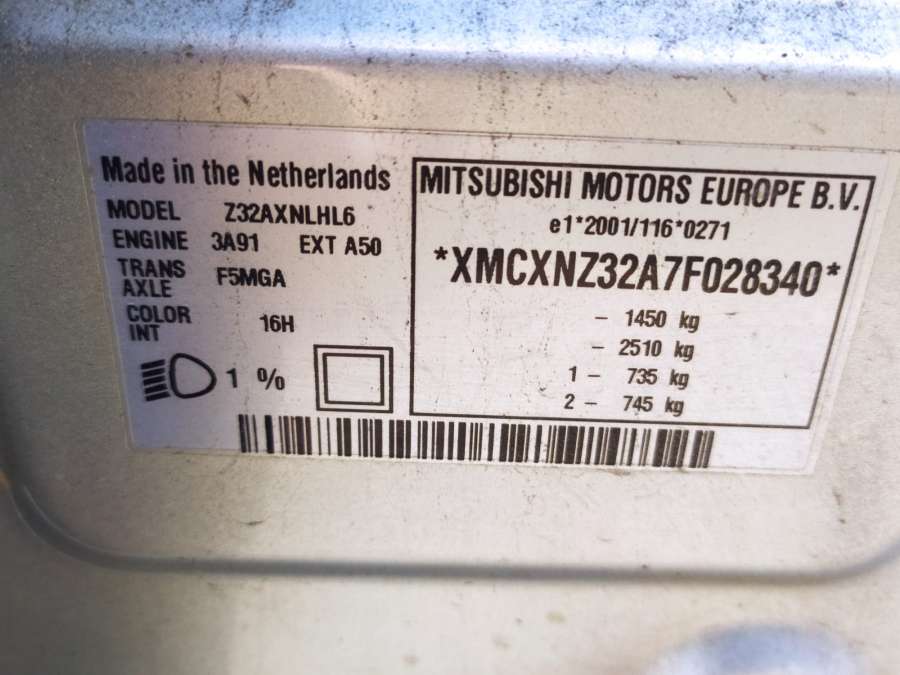 Made in the Netherlands
MODEL Z32AXNLHL6
ENGINE 3A91 EXT A50
TRANS AXLE F5MGA
COLOR INT 16H
1 %
MITSUBISHI MOTORS EUROPE B.V.
e1*2001/116*0271
*XMCXNZ32A7F028340*
- 1450 kg
- 2510 kg
1 - 735 kg
2 - 745 kg